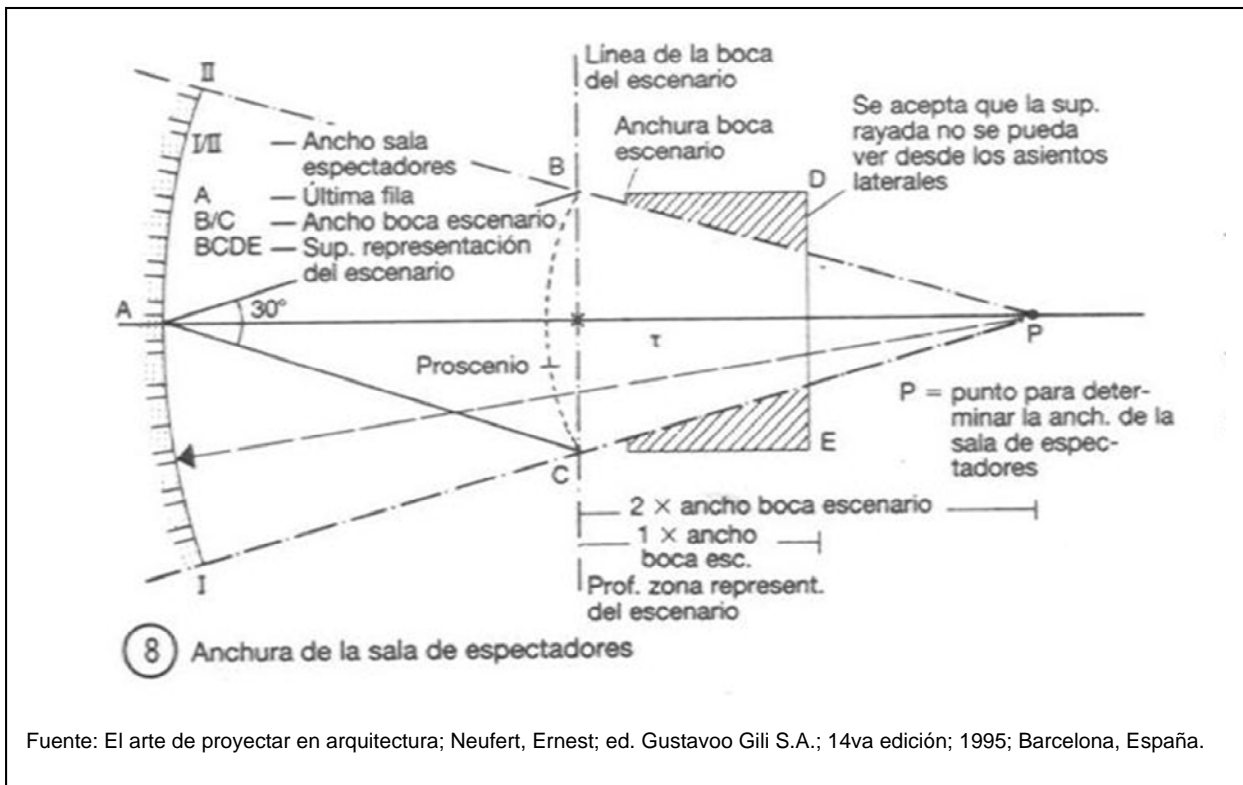 II
Línea de la boca
del escenario
Anchura boca
escenario
Se acepta que la sup.
rayada no se pueda
ver desde los asientos
laterales
I/II — Ancho sala
espectadores
A — Última fila
B/C — Ancho boca escenario
BCDE — Sup. representación
del escenario
B
D
A
30°
τ
P
Proscenio
C
E
P = punto para deter-
minar la anch. de la
sala de espec-
tadores
2 × ancho boca escenario
1 × ancho
boca esc.
Prof. zona represent.
del escenario
I
8 Anchura de la sala de espectadores
Fuente: El arte de proyectar en arquitectura; Neufert, Ernest; ed. Gustavoo Gili S.A.; 14va edición; 1995; Barcelona, España.